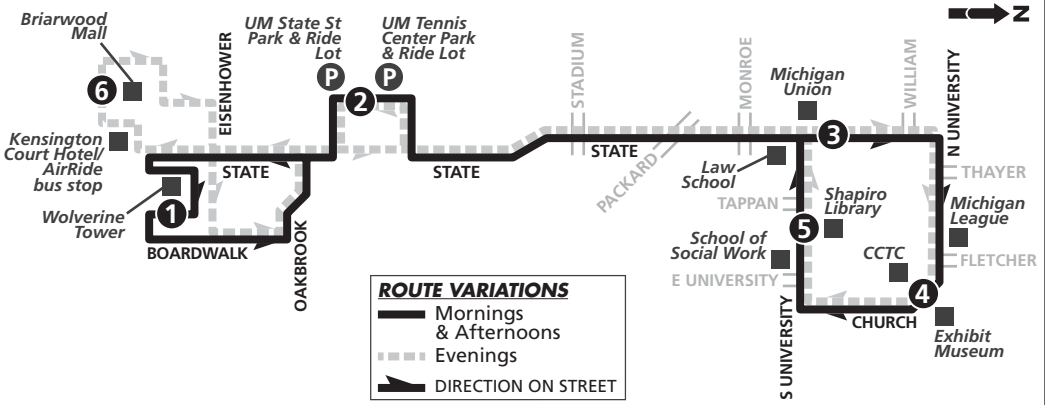 Briarwood
Mall
6
Kensington
Court Hotel/
AirRide
bus stop
Wolverine
Tower
1
EISENHOWER
STATE
BOARDWALK
OAKBROOK
UM State St
Park & Ride
Lot
P
UM Tennis
Center Park
& Ride Lot
P
2
STATE
STADIUM
STATE
PACKARD
MONROE
Michigan
Union
3
WILLIAM
N UNIVERSITY
N
Law
School
TAPPAN
Shapiro
Library
5
School of
Social Work
E UNIVERSITY
S UNIVERSITY
THAYER
Michigan
League
FLETCHER
CCTC
4
CHURCH
Exhibit
Museum
ROUTE VARIATIONS
Mornings
& Afternoons
Evenings
DIRECTION ON STREET